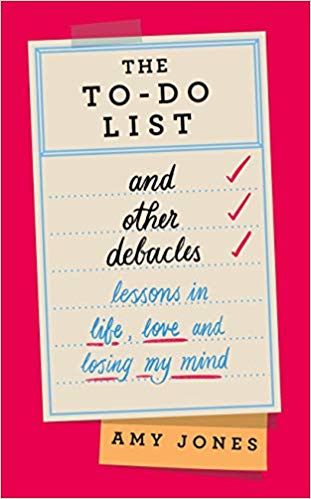 THE
TO-DO
LIST
and
other
debacles
lessons in
life, love and
losing my mind
AMY JONES